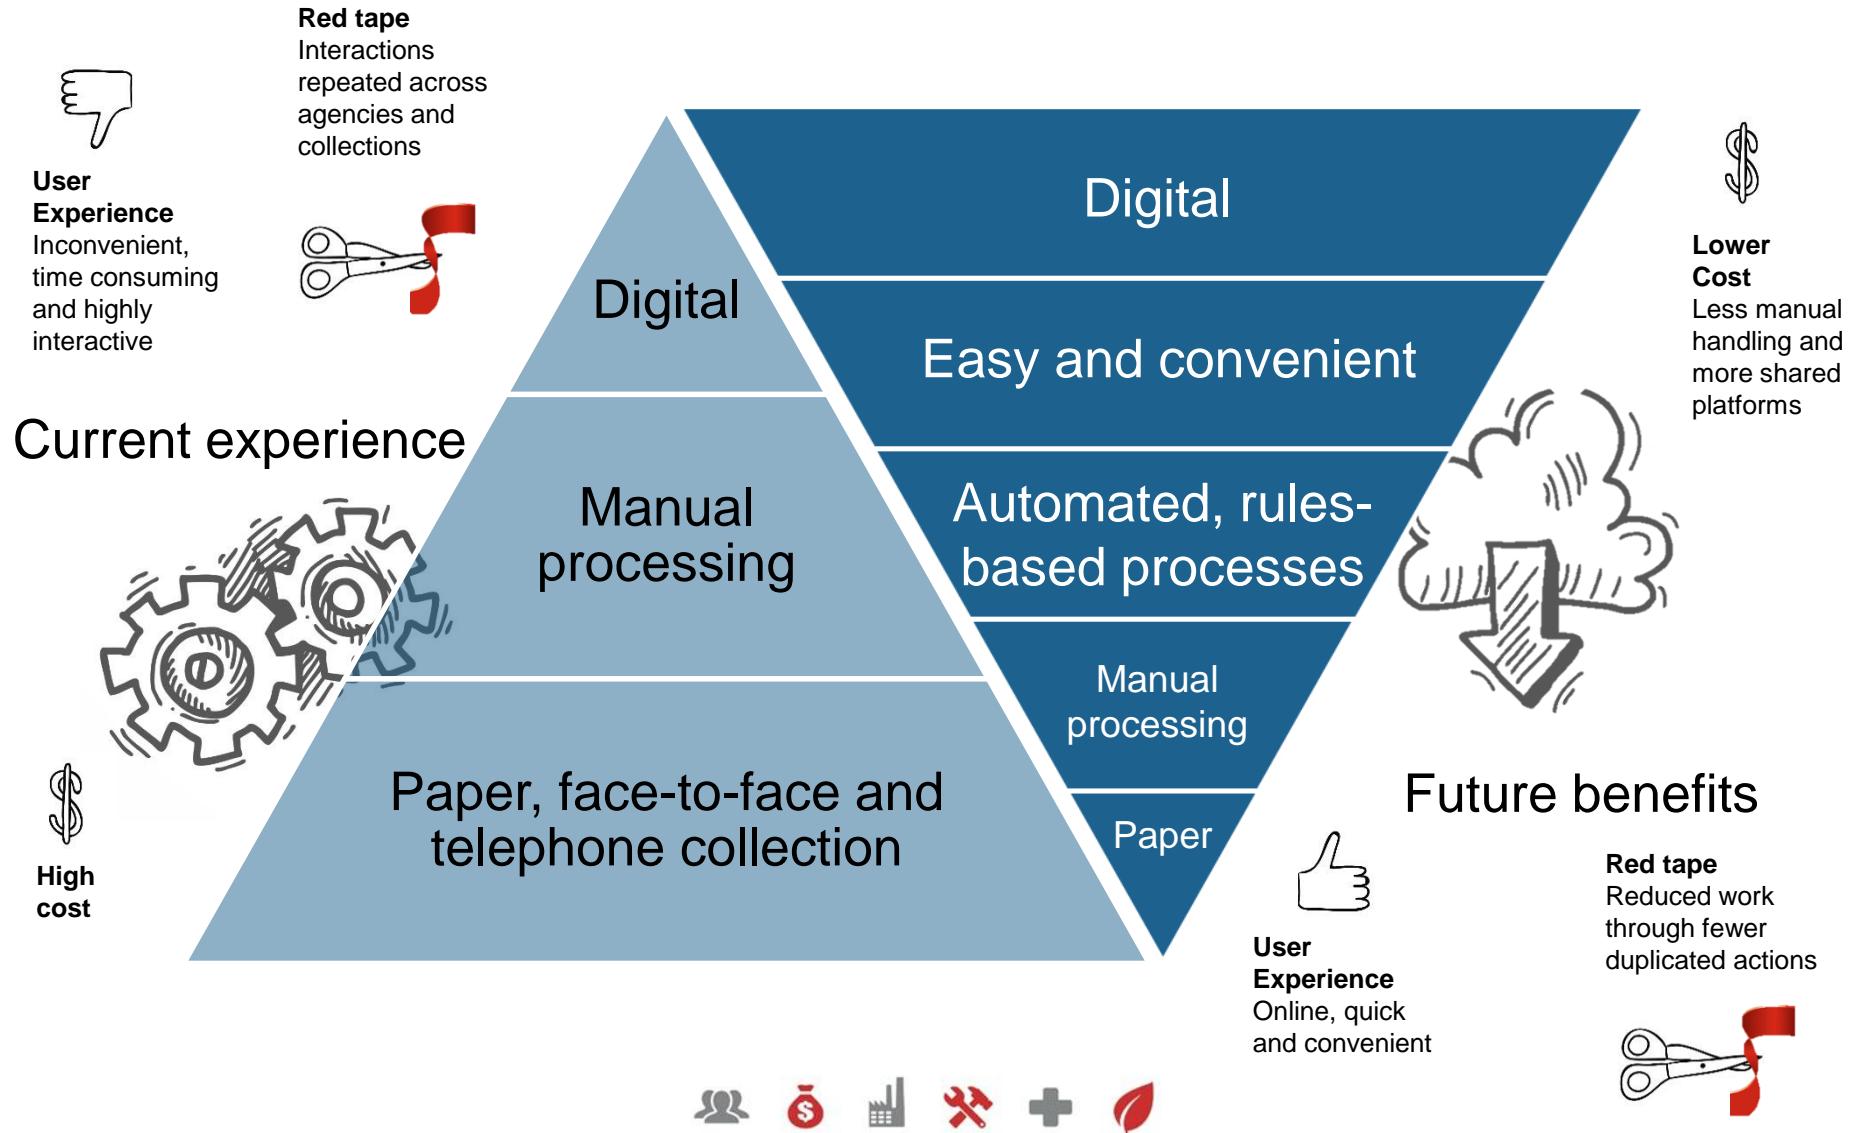 Red tape
Interactions
repeated across
agencies and
collections
User
Experience
Inconvenient,
time consuming
and highly
interactive
Current experience
High
cost
Digital
Manual
processing
Paper, face-to-face and
telephone collection
Digital
Easy and convenient
Automated, rules-
based processes
Manual
processing
Paper
Lower
Cost
Less manual
handling and
more shared
platforms
Future benefits
User
Experience
Online, quick
and convenient
Red tape
Reduced work
through fewer
duplicated actions